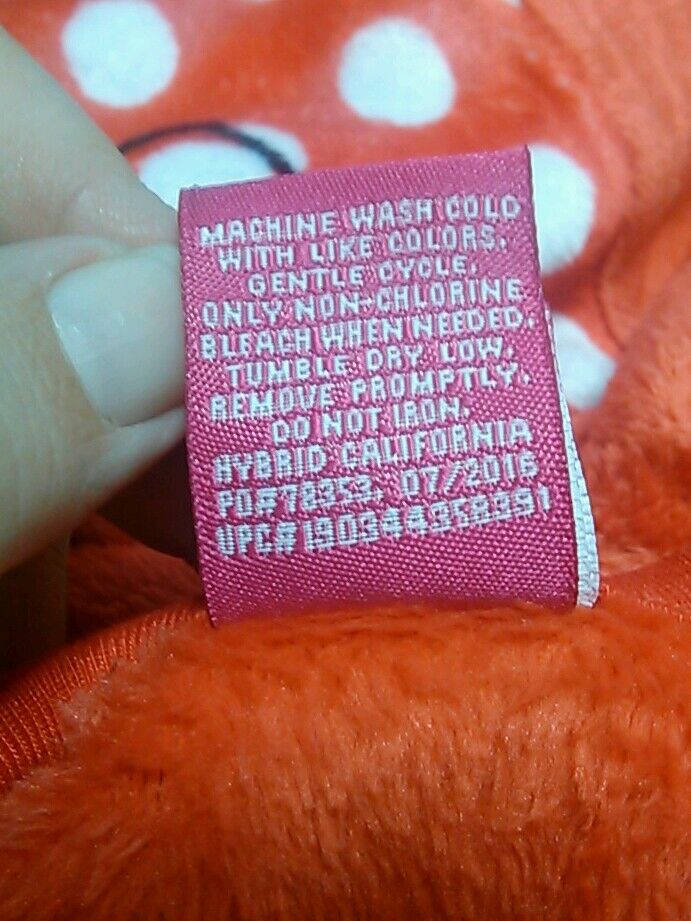 MACHINE WASH COLD
WITH LIKE COLORS.
GENTLE CYCLE.
ONLY NON-CHLORINE
BLEACH WHEN NEEDED.
TUMBLE DRY LOW.
REMOVE PROMPTLY.
DO NOT IRON.
HYBRID CALIFORNIA
PO#78353, 07/2016
UPC# 190344358391